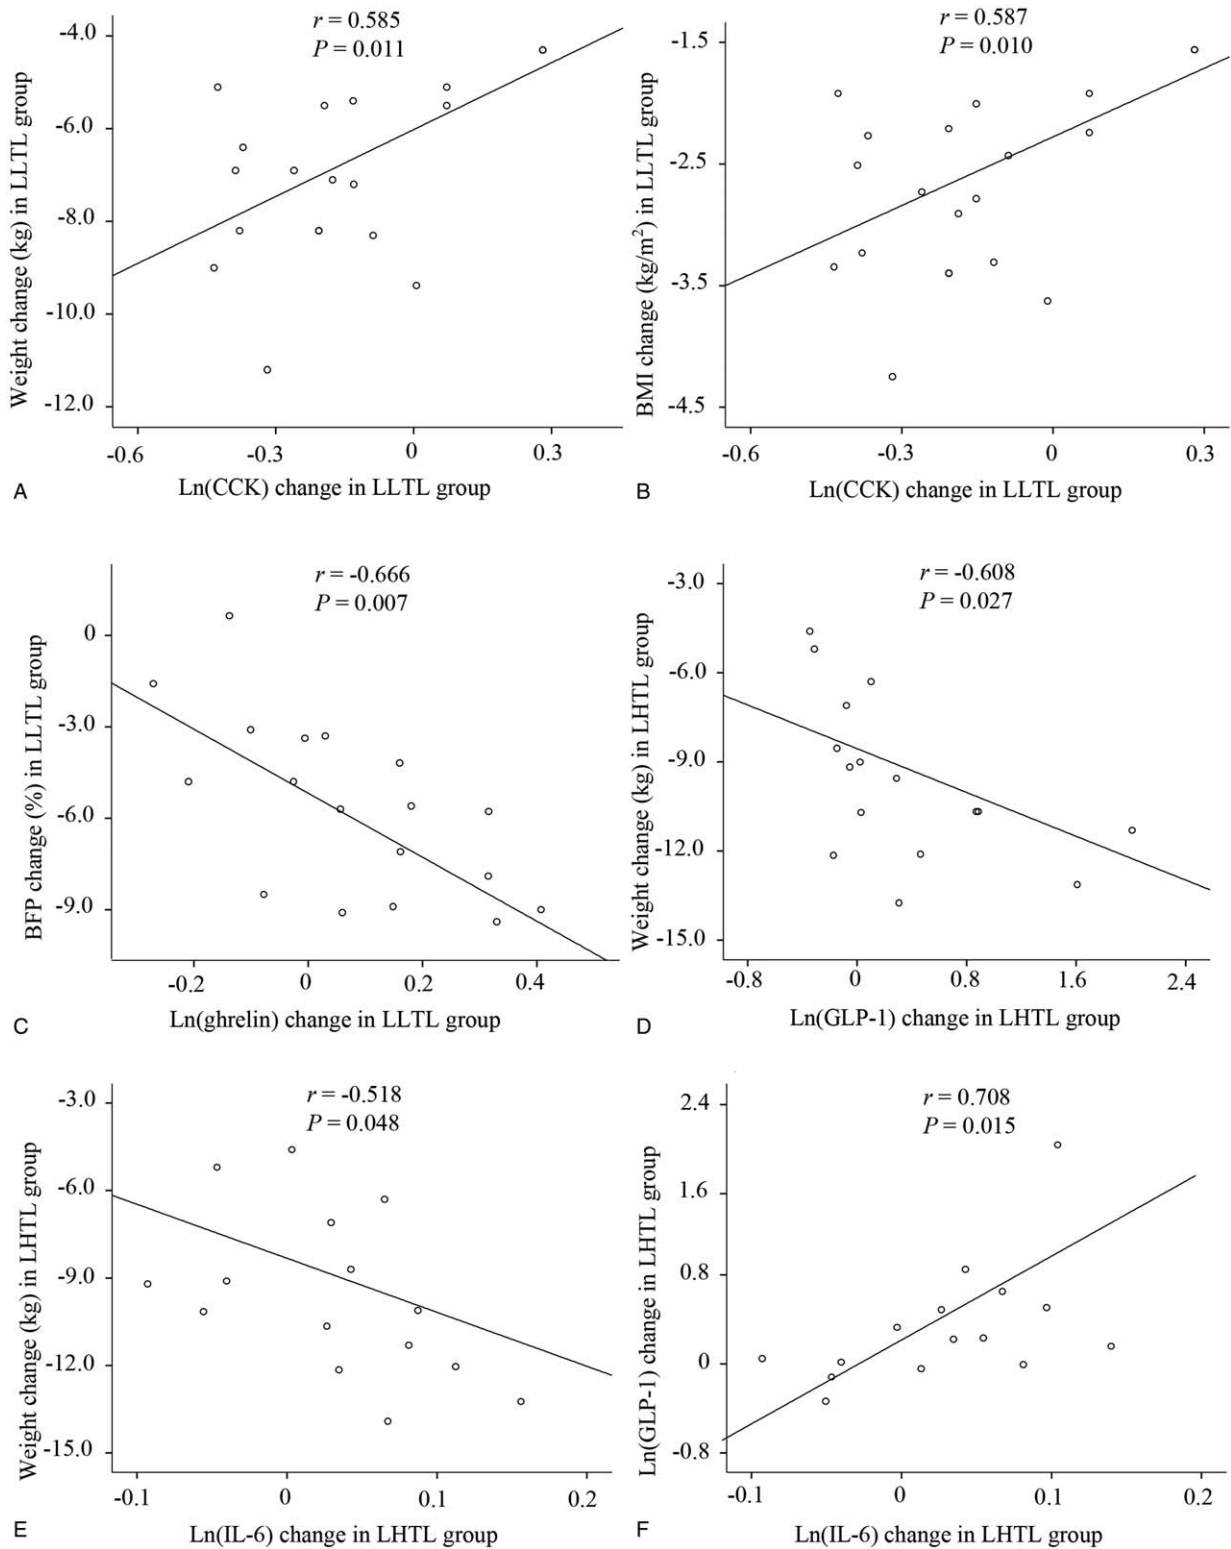 r = 0.585
P = 0.011
-4.0
-6.0
-8.0
-10.0
-12.0
Weight change (kg) in LLTL group
-0.6 -0.3 0 0.3
Ln(CCK) change in LLTL group
A
r = 0.587
P = 0.010
-1.5
-2.5
-3.5
-4.5
BMI change (kg/m²) in LLTL group
-0.6 -0.3 0 0.3
Ln(CCK) change in LLTL group
B
r = -0.666
P = 0.007
0
-3.0
-6.0
-9.0
BFP change (%) in LLTL group
-0.2 0 0.2 0.4
Ln(ghrelin) change in LLTL group
C
r = -0.608
P = 0.027
-3.0
-6.0
-9.0
-12.0
-15.0
Weight change (kg) in LHTL group
-0.8 0 0.8 1.6 2.4
Ln(GLP-1) change in LHTL group
D
r = -0.518
P = 0.048
-3.0
-6.0
-9.0
-12.0
-15.0
Weight change (kg) in LHTL group
-0.1 0 0.1 0.2
Ln(IL-6) change in LHTL group
E
r = 0.708
P = 0.015
2.4
1.6
0.8
0
-0.8
Ln(GLP-1) change in LHTL group
-0.1 0 0.1 0.2
Ln(IL-6) change in LHTL group
F